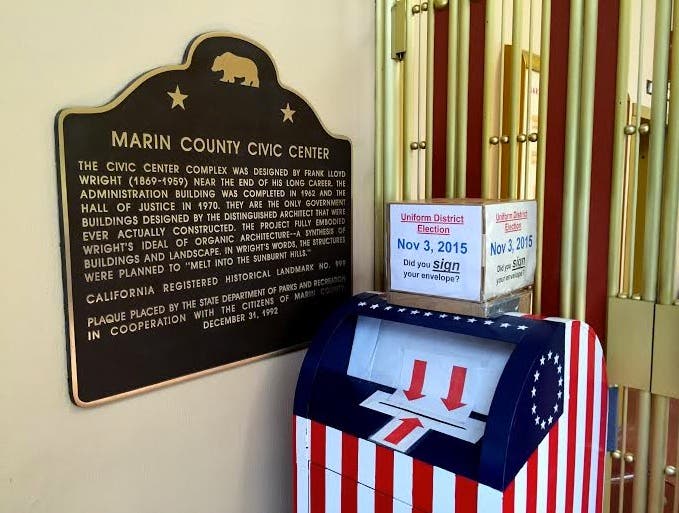 MARIN COUNTY CIVIC CENTER
THE CIVIC CENTER COMPLEX WAS DESIGNED BY FRANK LLOYD
WRIGHT (1869-1959) NEAR THE END OF HIS LONG CAREER. THE
ADMINISTRATION BUILDING WAS COMPLETED IN 1962 AND THE
HALL OF JUSTICE IN 1970. THEY ARE THE ONLY GOVERNMENT
BUILDINGS DESIGNED BY THE DISTINGUISHED ARCHITECT THAT WERE
EVER ACTUALLY CONSTRUCTED. THE PROJECT FULLY EMBODIED
WRIGHT'S IDEAL OF ORGANIC ARCHITECTURE--A SYNTHESIS OF
BUILDINGS AND LANDSCAPE. IN WRIGHT'S WORDS, THE STRUCTURES
WERE PLANNED TO "MELT INTO THE SUNBURNT HILLS."
CALIFORNIA REGISTERED HISTORICAL LANDMARK NO. 999
PLAQUE PLACED BY THE STATE DEPARTMENT OF PARKS AND RECREATION
IN COOPERATION WITH THE CITIZENS OF MARIN COUNTY
DECEMBER 31, 1992
Uniform District
Election
Nov 3, 2015
Did you sign
your envelope?
Uniform District
Election
Nov 3, 2015
Did you sign
your envelope?